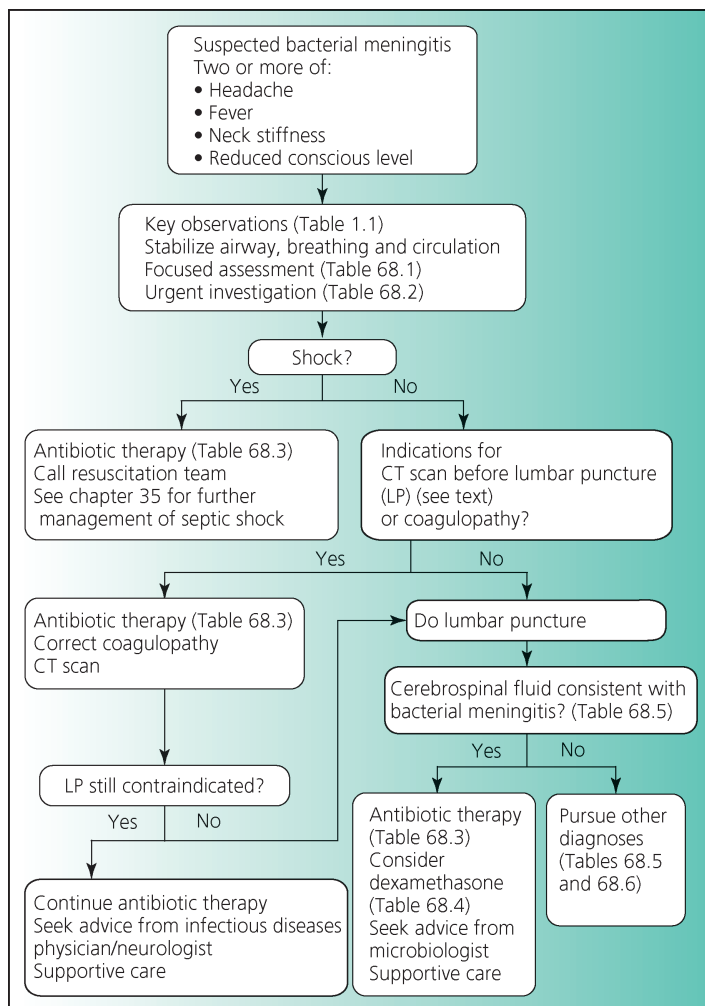 Suspected bacterial meningitis
Two or more of:
• Headache
• Fever
• Neck stiffness
• Reduced conscious level
Key observations (Table 1.1)
Stabilize airway, breathing and circulation
Focused assessment (Table 68.1)
Urgent investigation (Table 68.2)
Shock?
Yes
No
Antibiotic therapy (Table 68.3)
Call resuscitation team
See chapter 35 for further
management of septic shock
Indications for
CT scan before lumbar puncture
(LP) (see text)
or coagulopathy?
Yes
No
Antibiotic therapy (Table 68.3)
Correct coagulopathy
CT scan
Do lumbar puncture
Cerebrospinal fluid consistent with
bacterial meningitis? (Table 68.5)
Yes
No
LP still contraindicated?
Yes
No
Antibiotic therapy
(Table 68.3)
Consider
dexamethasone
(Table 68.4)
Seek advice from
microbiologist
Supportive care
Pursue other
diagnoses
(Tables 68.5
and 68.6)
Continue antibiotic therapy
Seek advice from infectious diseases
physician/neurologist
Supportive care